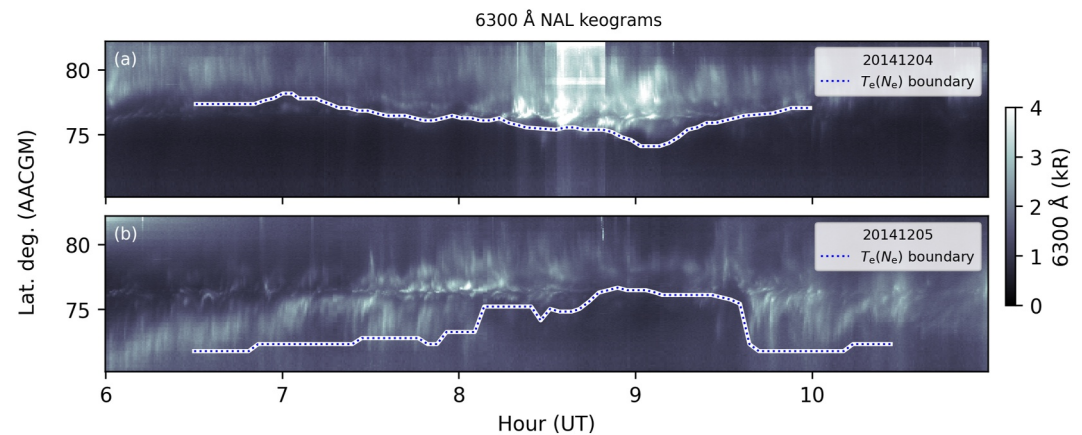 6300 Å NAL keograms
(a)
20141204
Te(Ne) boundary
80
75
(b)
20141205
Te(Ne) boundary
80
75
Lat. deg. (AACGM)
6
7
8
9
10
Hour (UT)
4
3
2
1
0
6300 Å (kR)